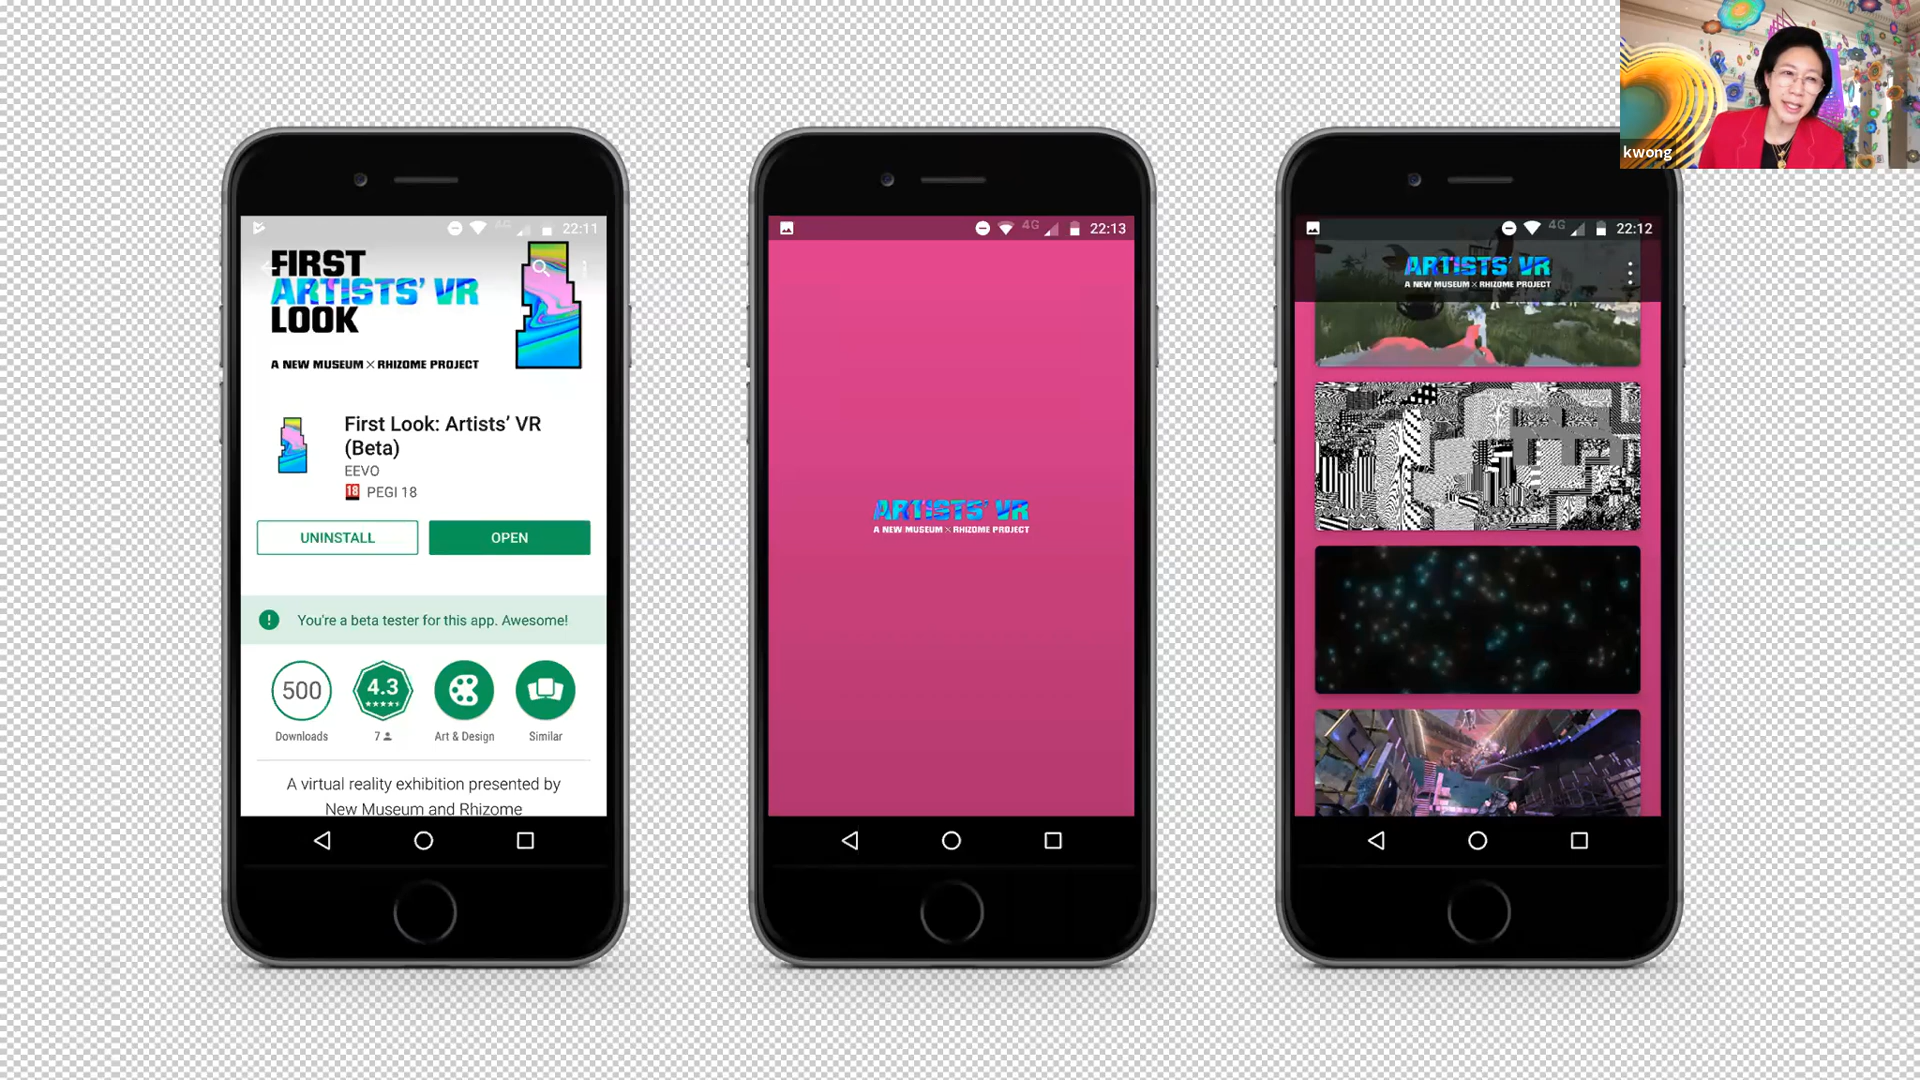 22:11
FIRST
ARTISTS' VR
LOOK
A NEW MUSEUM × RHIZOME PROJECT
First Look: Artists' VR
(Beta)
EEVO
18 PEGI 18
UNINSTALL
OPEN
! You're a beta tester for this app. Awesome!
500
4.3
Downloads
7
Art & Design
Similar
A virtual reality exhibition presented by
New Museum and Rhizome
4G 22:13
ARTISTS' VR
A NEW MUSEUM × RHIZOME PROJECT
4G 22:12
ARTISTS' VR
A NEW MUSEUM × RHIZOME PROJECT
kwong